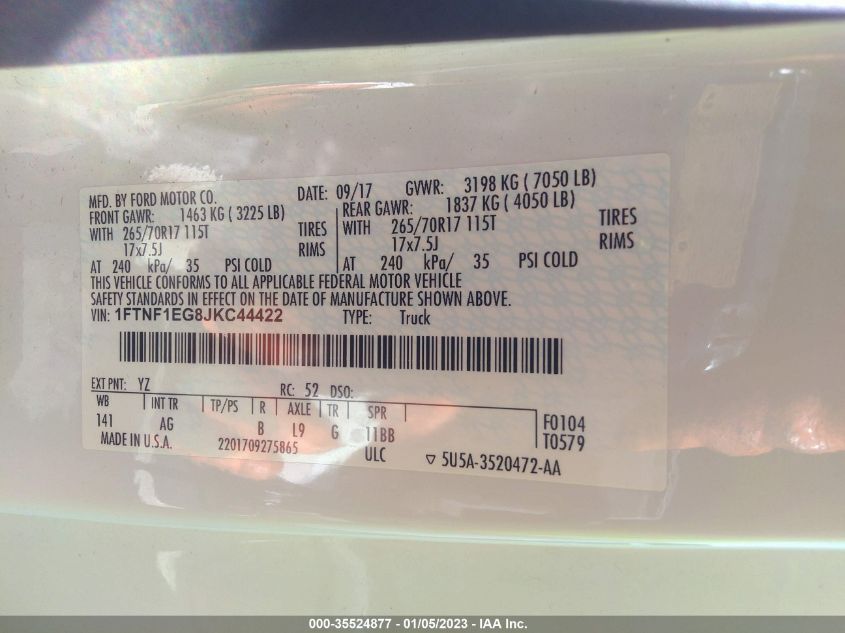 MFD. BY FORD MOTOR CO. DATE: 09/17 GVWR: 3198 KG ( 7050 LB)
FRONT GAWR: 1463 KG ( 3225 LB) REAR GAWR: 1837 KG ( 4050 LB)
WITH 265/70R17 115T TIRES WITH 265/70R17 115T TIRES
17x7.5J RIMS 17x7.5J RIMS
AT 240 kPa/ 35 PSI COLD AT 240 kPa/ 35 PSI COLD
THIS VEHICLE CONFORMS TO ALL APPLICABLE FEDERAL MOTOR VEHICLE
SAFETY STANDARDS IN EFFECT ON THE DATE OF MANUFACTURE SHOWN ABOVE.
VIN: 1FTNF1EG8JKC44422 TYPE: Truck
EXT PNT: YZ RC: 52 DSO:
WB INT TR TP/PS R AXLE TR SPR
141 AG B L9 G 11BB F0104
MADE IN U.S.A. 2201709275865 ULC T0579
▽ 5U5A-3520472-AA
000-35524877 - 01/05/2023 - IAA Inc.